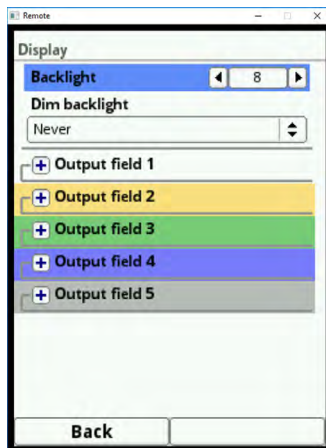 Remote
Display
Backlight 8
Dim backlight
Never
Output field 1
Output field 2
Output field 3
Output field 4
Output field 5
Back